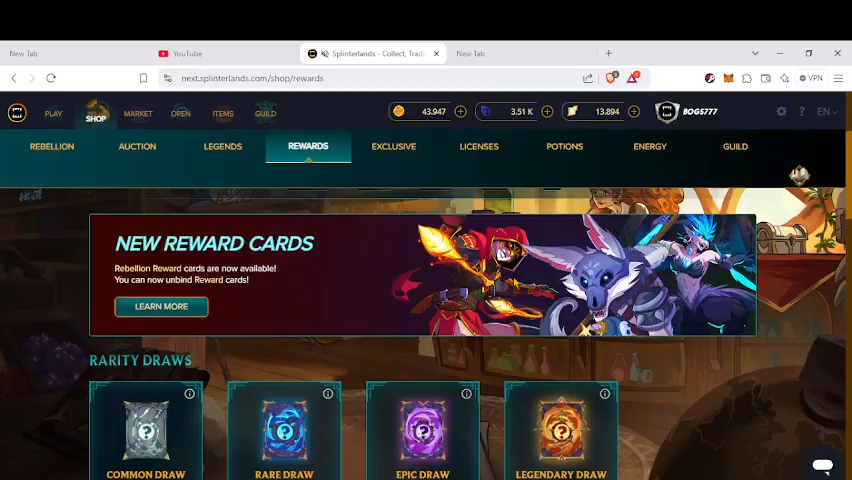 New Tab
YouTube
Splinterlands - Collect, Trad
New Tab
next.splinterlands.com/shop/rewards
VPN
PLAY
SHOP
MARKET
OPEN
ITEMS
GUILD
43.947
3.51 K
13.894
BOGS777
EN
REBELLION
AUCTION
LEGENDS
REWARDS
EXCLUSIVE
LICENSES
POTIONS
ENERGY
GUILD
NEW REWARD CARDS
Rebellion Reward cards are now available!
You can now unbind Reward cards!
LEARN MORE
RARITY DRAWS
COMMON DRAW
RARE DRAW
EPIC DRAW
LEGENDARY DRAW